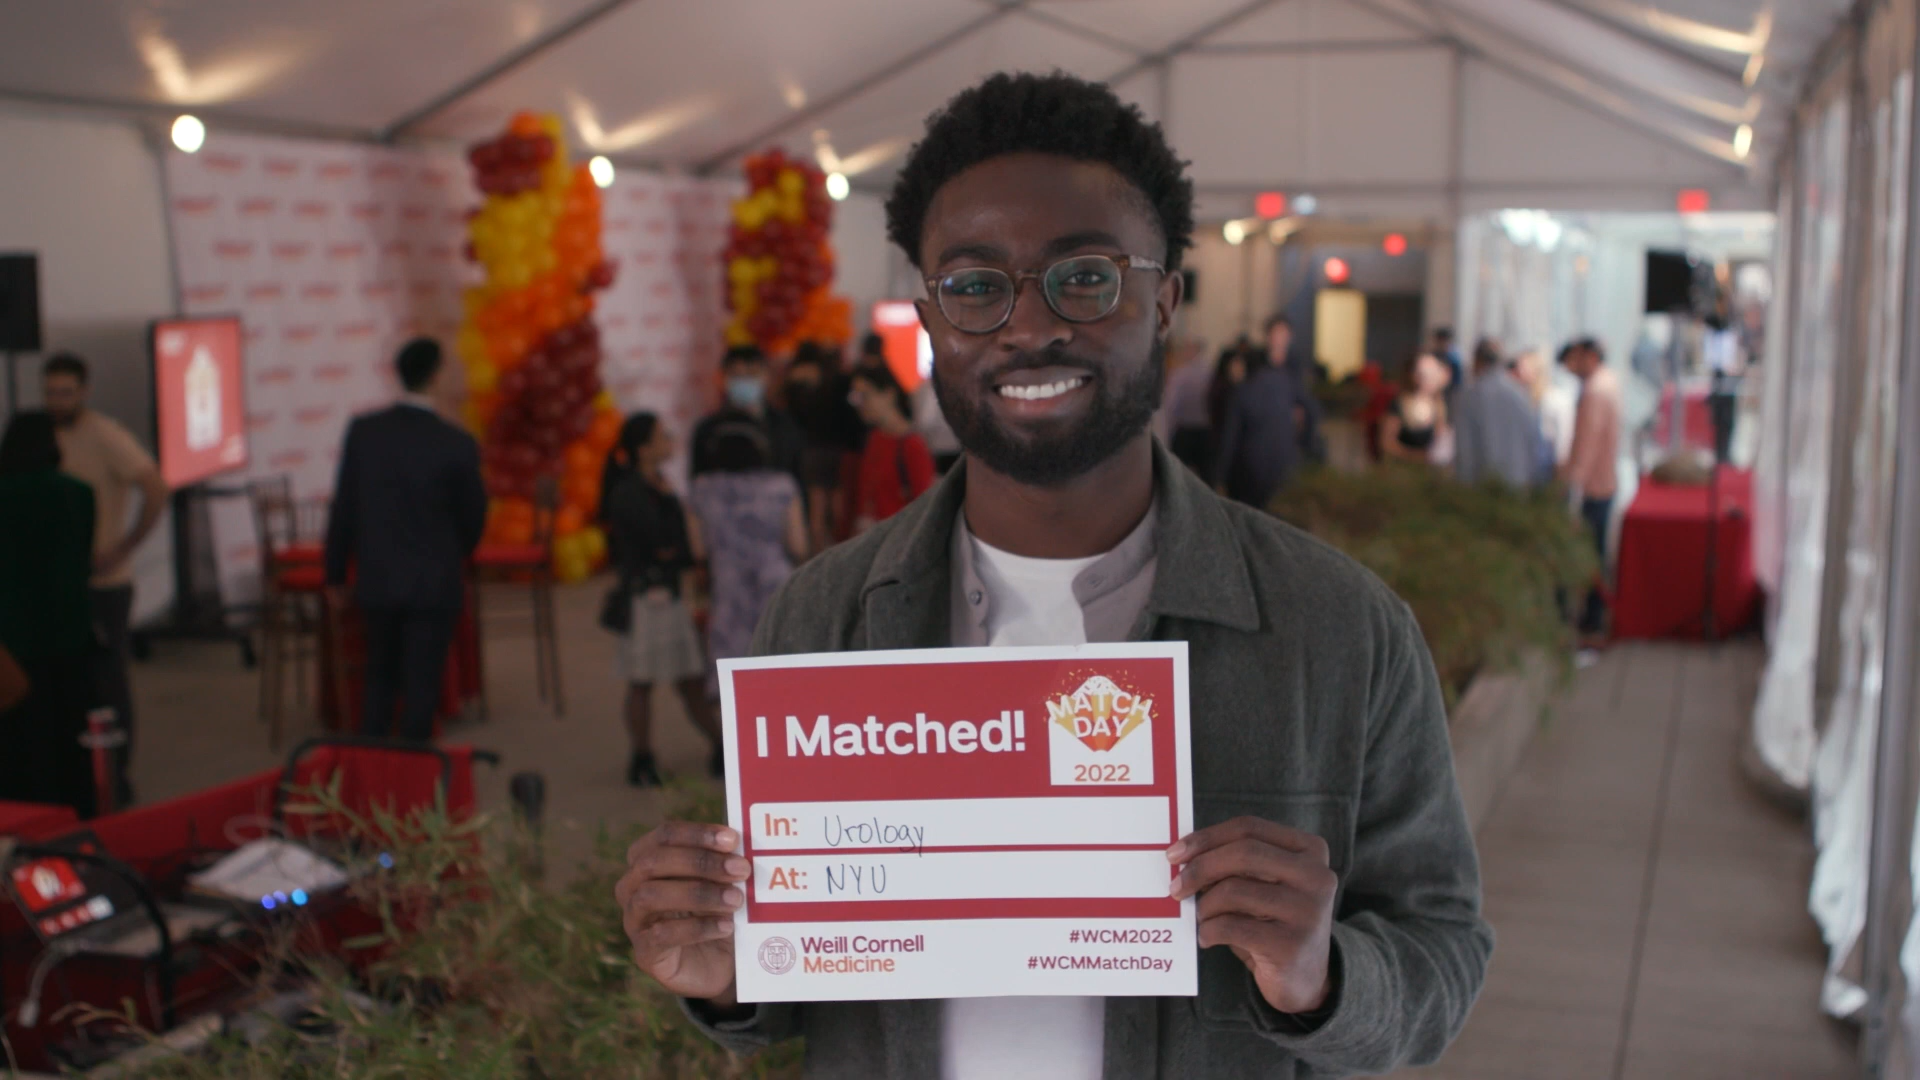 I Matched!
MATCH
DAY
2022
In: Urology
At: NYU
Weill Cornell
Medicine
#WCM2022
#WCMMatchDay